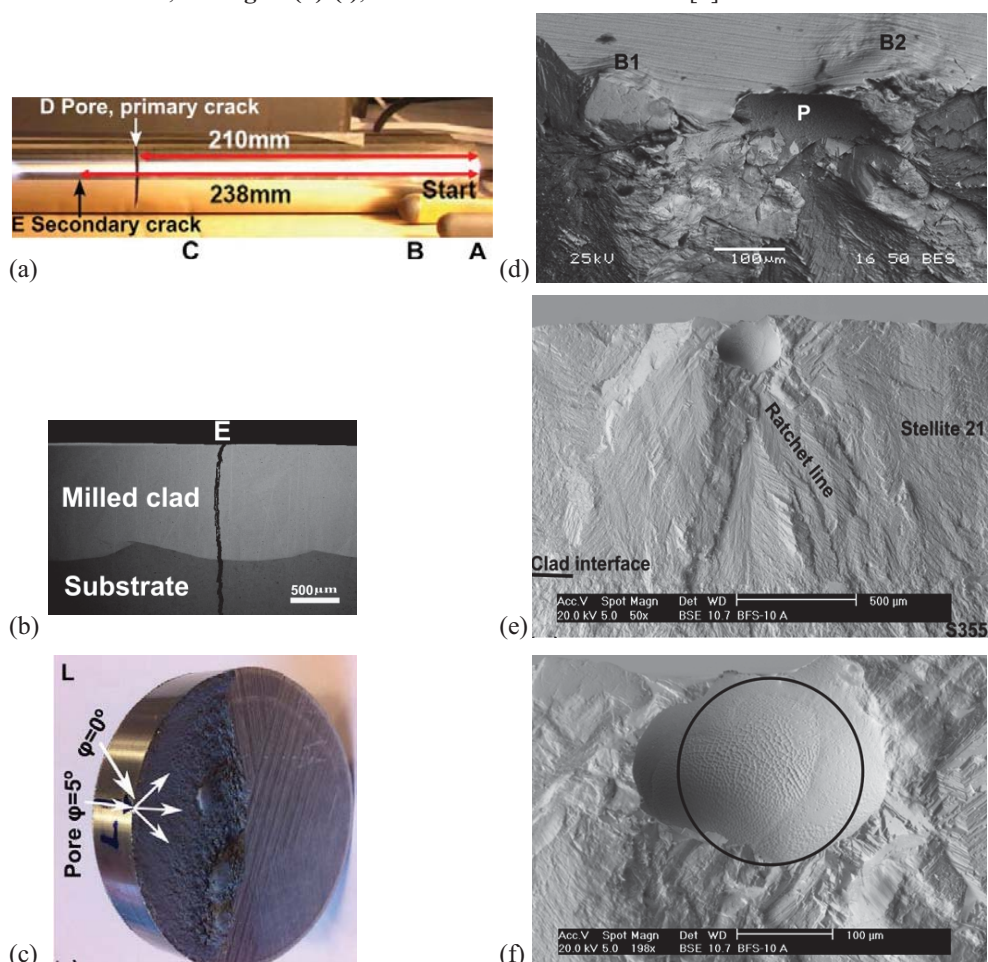 D Pore, primary crack
210mm
Start
238mm
E Secondary crack
C B A
(a)
B1 B2
P
25kV 100μm 16 50 BES
(d)
E
Milled clad
Substrate
500μm
(b)
Ratchet line
Stellite 21
Clad interface
Acc.V Spot Magn Det WD 500 μm
20.0 kV 5.0 50x BSE 10.7 BFS-10 A
S355
(e)
L
φ=0°
Pore φ=5°
(c)
Acc.V Spot Magn Det WD 100 μm
20.0 kV 5.0 198x BSE 10.7 BFS-10 A
(f)